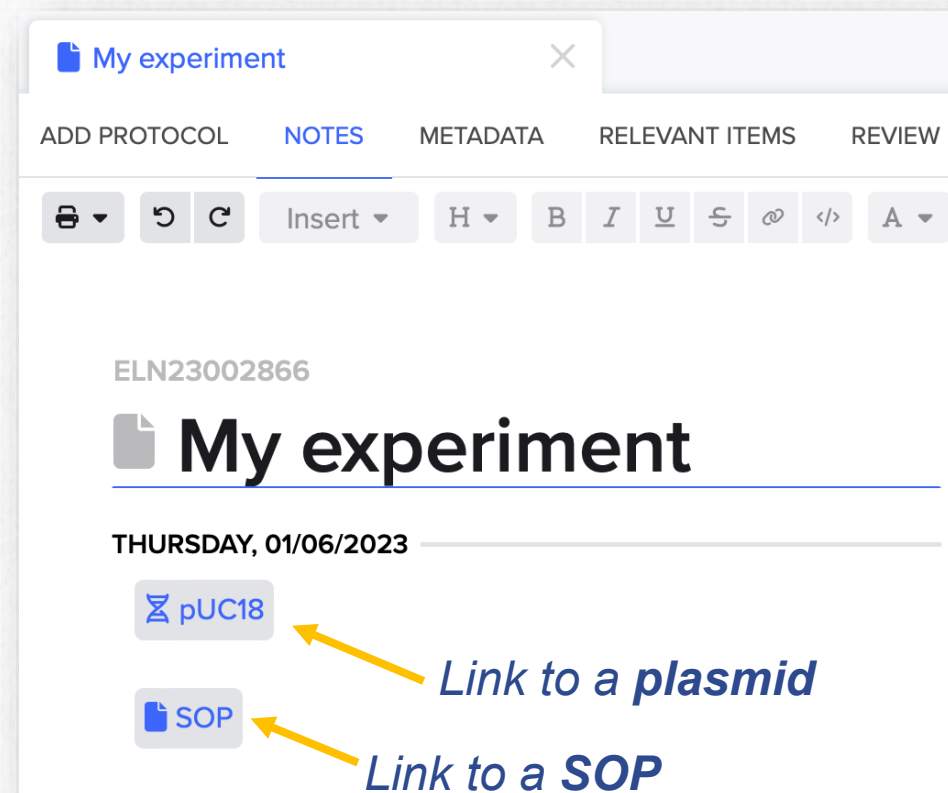 My experiment
ADD PROTOCOL NOTES METADATA RELEVANT ITEMS REVIEW
Insert H B I U S </> A
ELN23002866
My experiment
THURSDAY, 01/06/2023
pUC18
Link to a plasmid
SOP
Link to a SOP